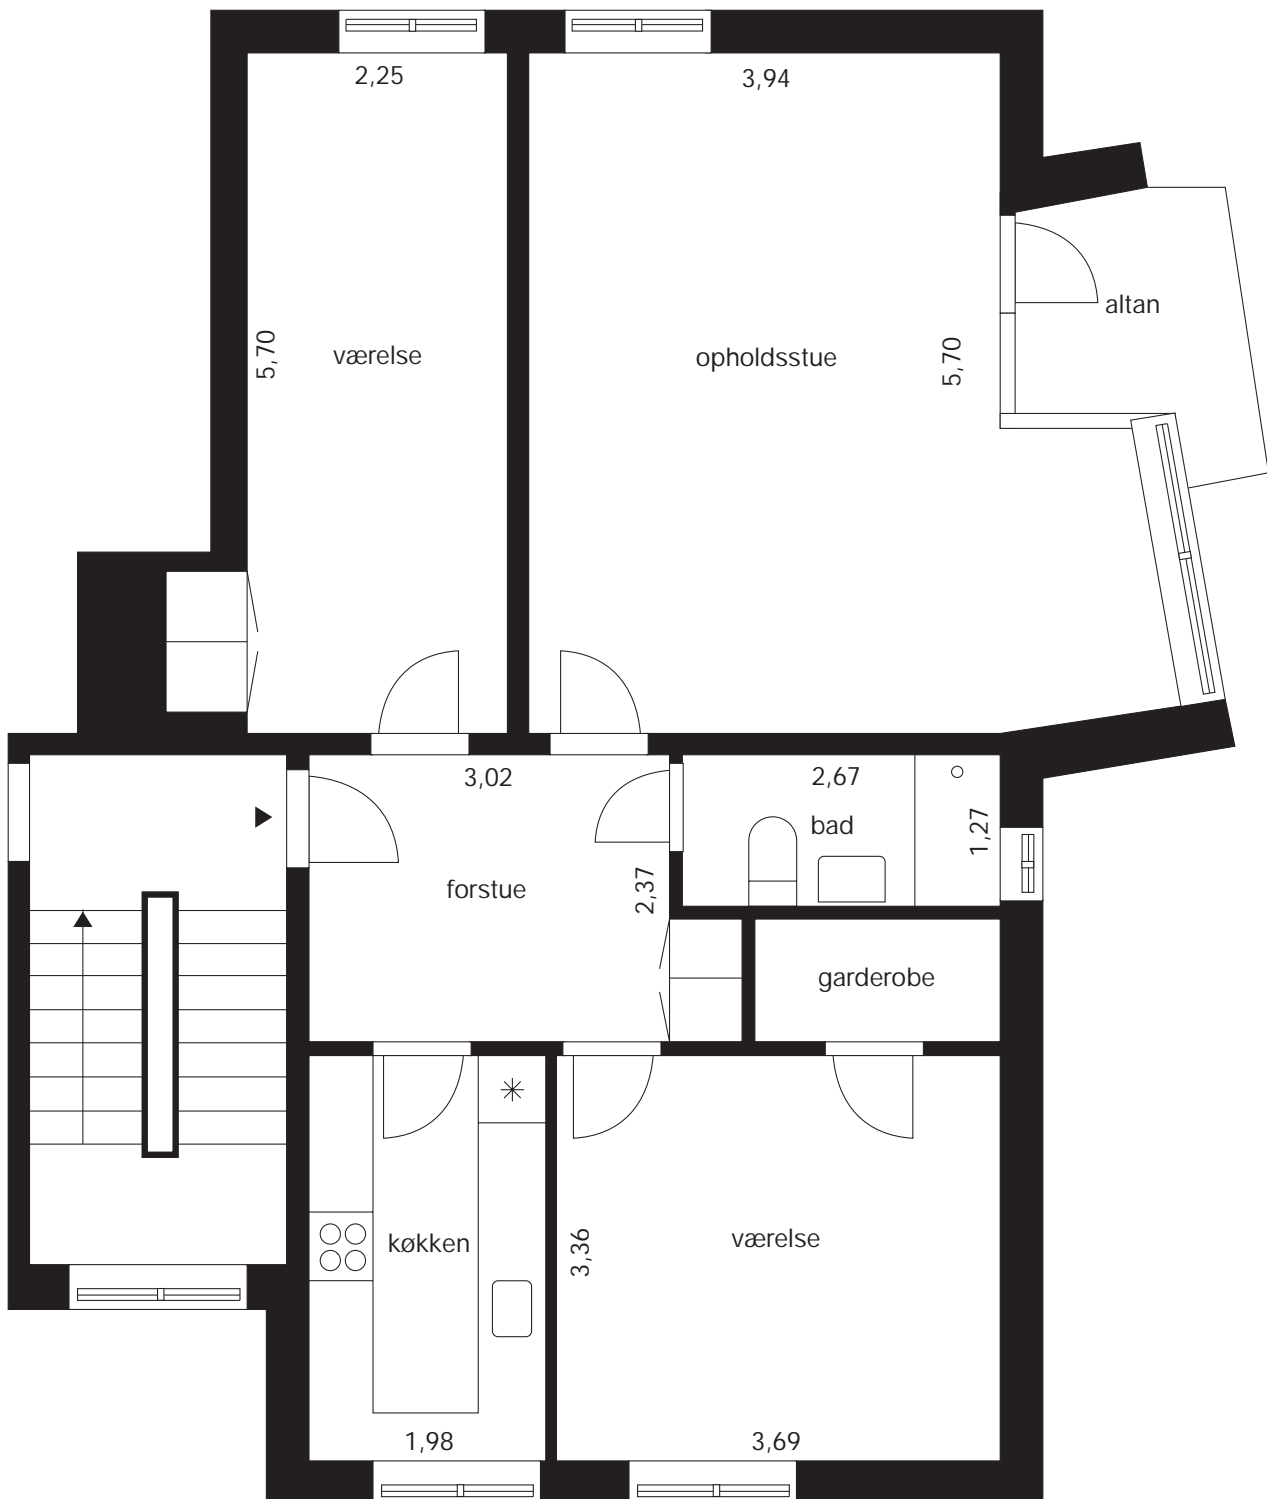 2,25
3,94
5,70
værelse
opholdsstue
5,70
altan
3,02
2,67
bad
1,27
forstue
2,37
garderobe
køkken
3,36
værelse
1,98
3,69